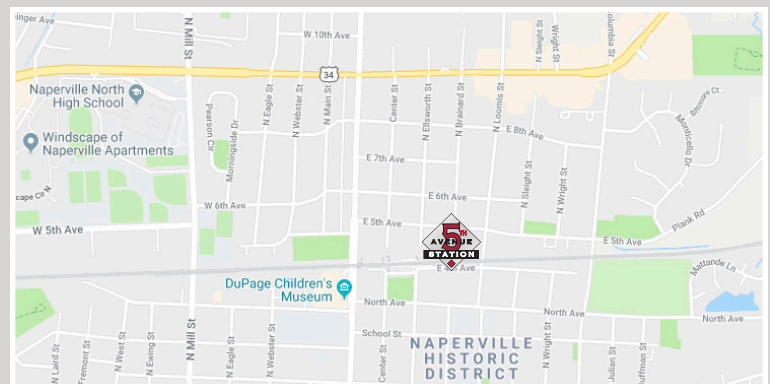 W 10th Ave
N Mill St
N Sleight St
Wright St
Columbia St
34
Naperville North
High School
Pearson Cir
Morningside Dr
N Eagle St
N Webster St
N Main St
Center St
N Ellsworth St
N Brainard St
N Loomis St
E 8th Ave
Monticello Dr
Windscape of
Naperville Apartments
E 7th Ave
N Sleight St
N Wright St
E 6th Ave
W 6th Ave
cape Cir N
W 5th Ave
E 5th Ave
5TH
AVENUE
STATION
E 4th Ave
E 5th Ave
Plank Rd
Mattande Ln
DuPage Children's
Museum
North Ave
North Ave
North Ave
School St
NAPERVILLE
HISTORIC
DISTRICT
N Laird St
Fremont St
N West St
N Ewing St
N Mill St
N Eagle St
N Webster St
Center St
N Wright St
Julian St
uffman St